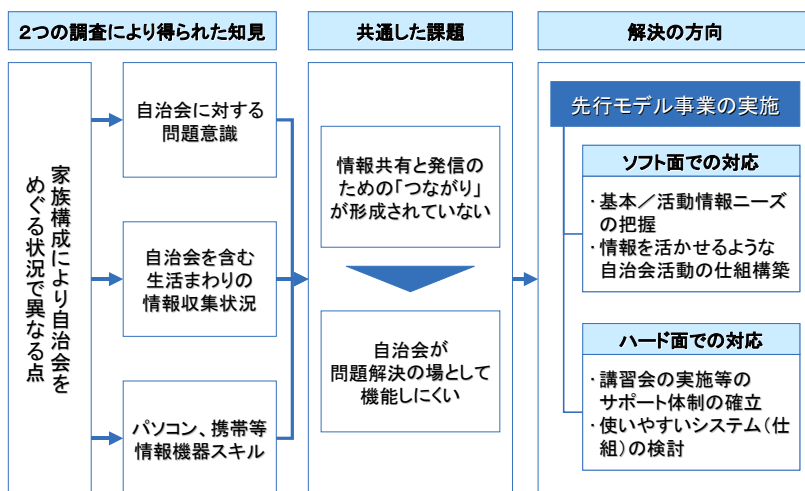 2つの調査により得られた知見
家族構成により自治会を
めぐる状況で異なる点
自治会に対する
問題意識
自治会を含む
生活まわりの
情報収集状況
パソコン、携帯等
情報機器スキル
共通した課題
情報共有と発信の
ための「つながり」
が形成されていない
自治会が
問題解決の場として
機能しにくい
解決の方向
先行モデル事業の実施
ソフト面での対応
・基本／活動情報ニーズ
の把握
・情報を活かせるような
自治会活動の仕組構築
ハード面での対応
・講習会の実施等の
サポート体制の確立
・使いやすいシステム（仕
組）の検討